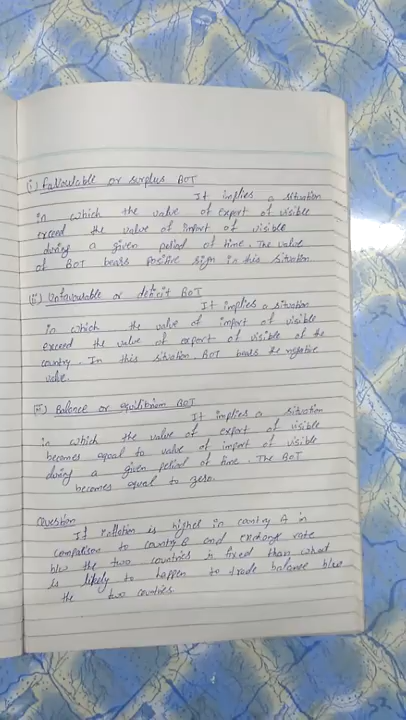 (i) Favourable or surplus BOT
It implies a situation
in which the value of export of visible
exceed the value of import of visible
during a given period of time. The value
of BOT bears positive sign in this situation.
(ii) Unfavourable or deficit BOT
It implies a situation
in which the value of import of visible
exceed the value of export of visible of the
country. In this situation BOT bears the negative
value.
(iii) Balance or equilibrium BOT
It implies a situation
in which the value of export of visible
becomes equal to value of import of visible
during a given period of time. The BOT
becomes equal to zero.
Question
If inflation is higher in country A in
comparison to country B and exchange rate
b/w the two countries is fixed than what
is likely to happen to trade balance b/w
the two countries